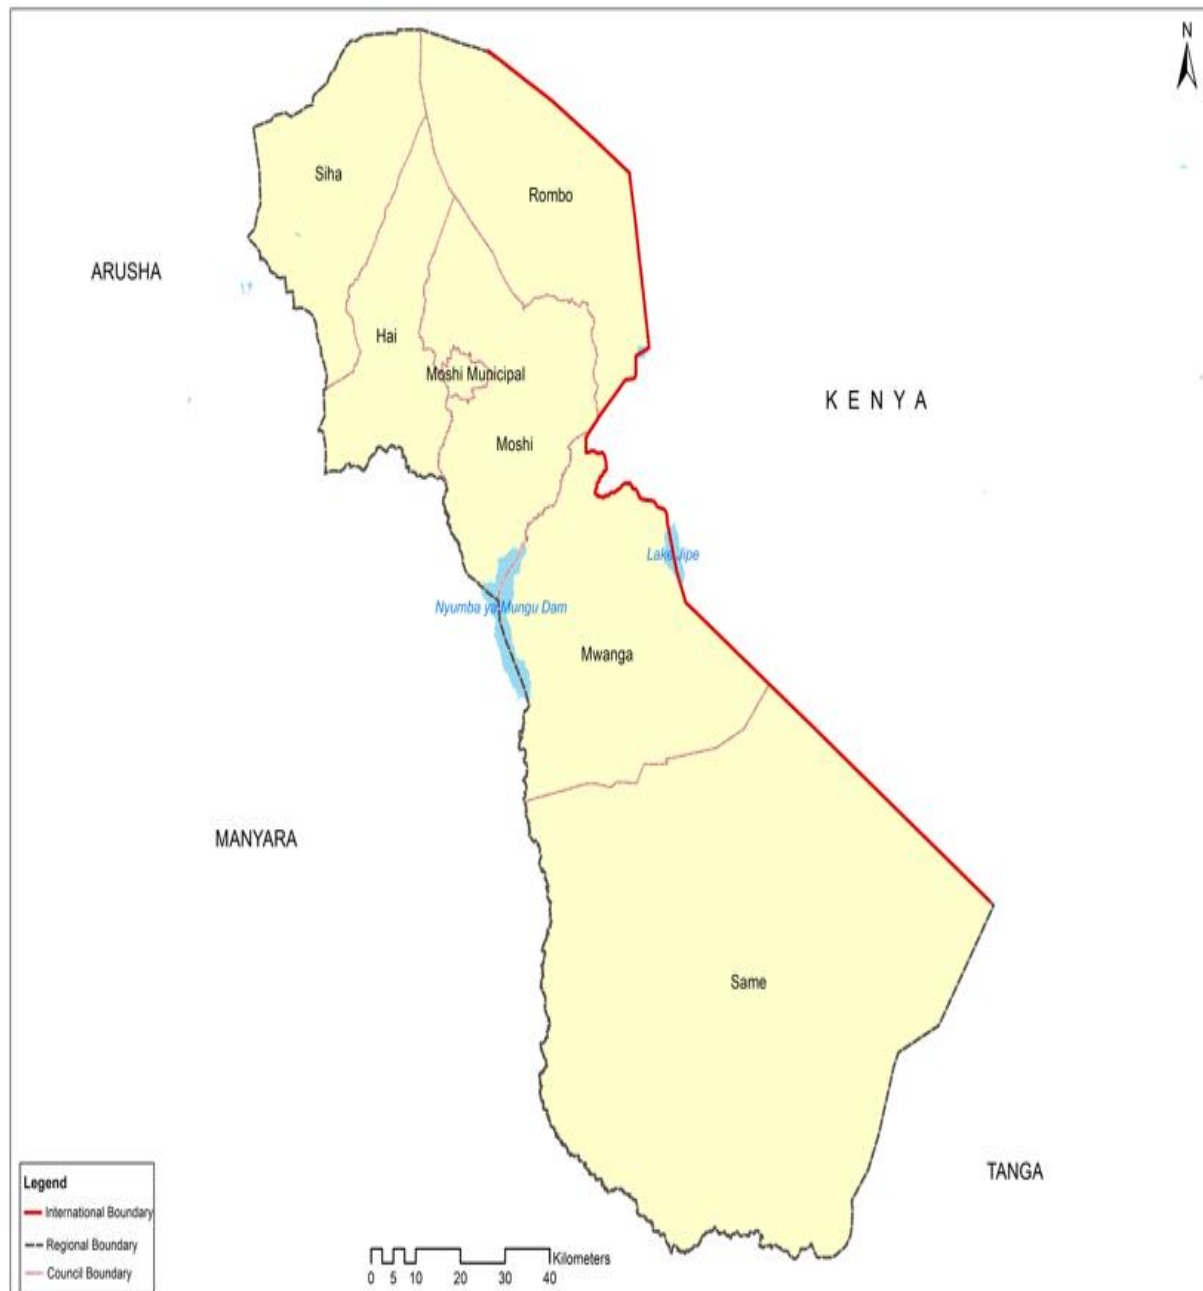 N
Siha
Rombo
ARUSHA
Hai
Moshi Municipal
KENYA
Moshi
Lake Jipe
Nyumba ya Mungu Dam
Mwanga
MANYARA
Same
TANGA
Legend
International Boundary
Regional Boundary
Council Boundary
Kilometers
0 5 10 20 30 40